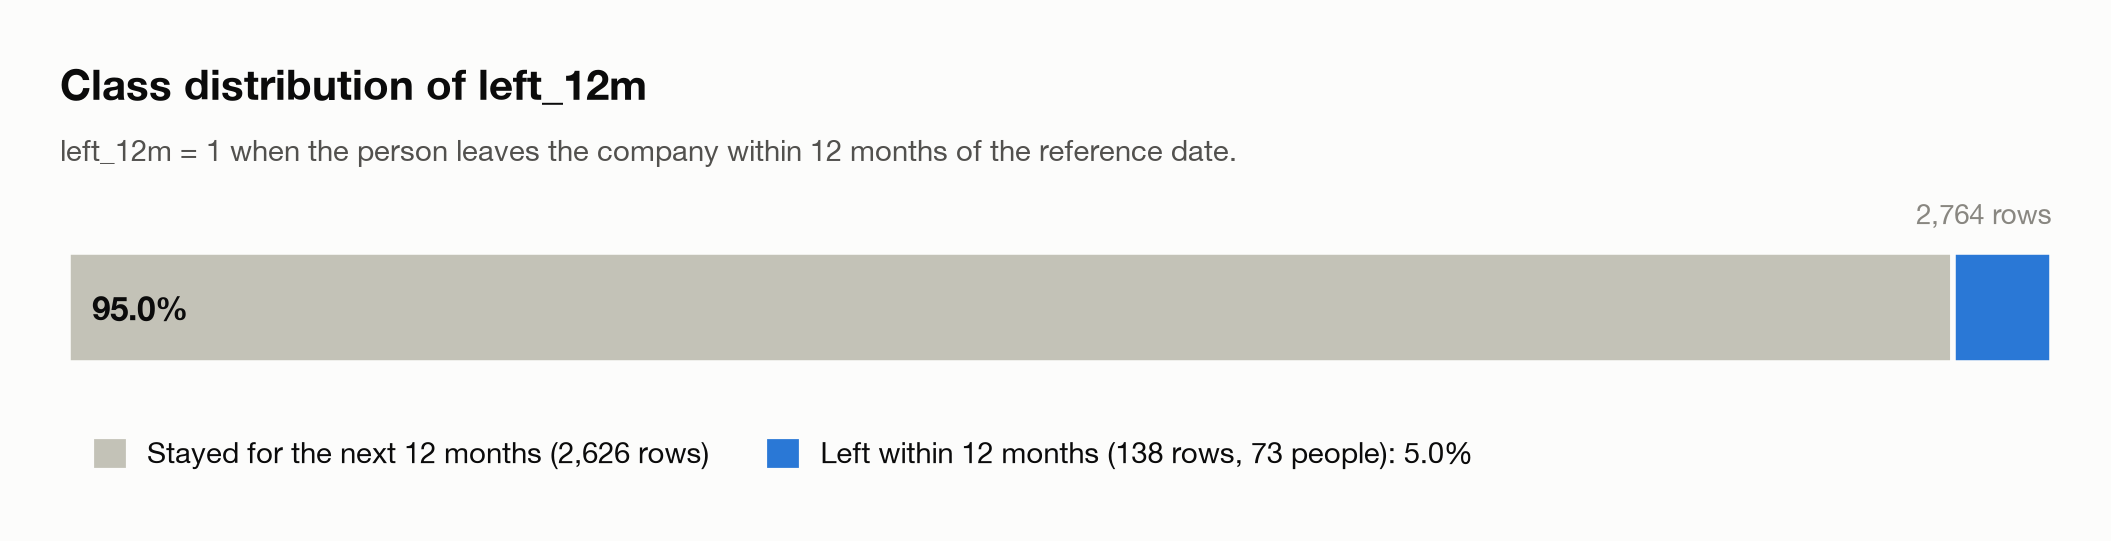 Class distribution of left_12m
left_12m = 1 when the person leaves the company within 12 months of the reference date.
2,764 rows
95.0%
Stayed for the next 12 months (2,626 rows)
Left within 12 months (138 rows, 73 people): 5.0%